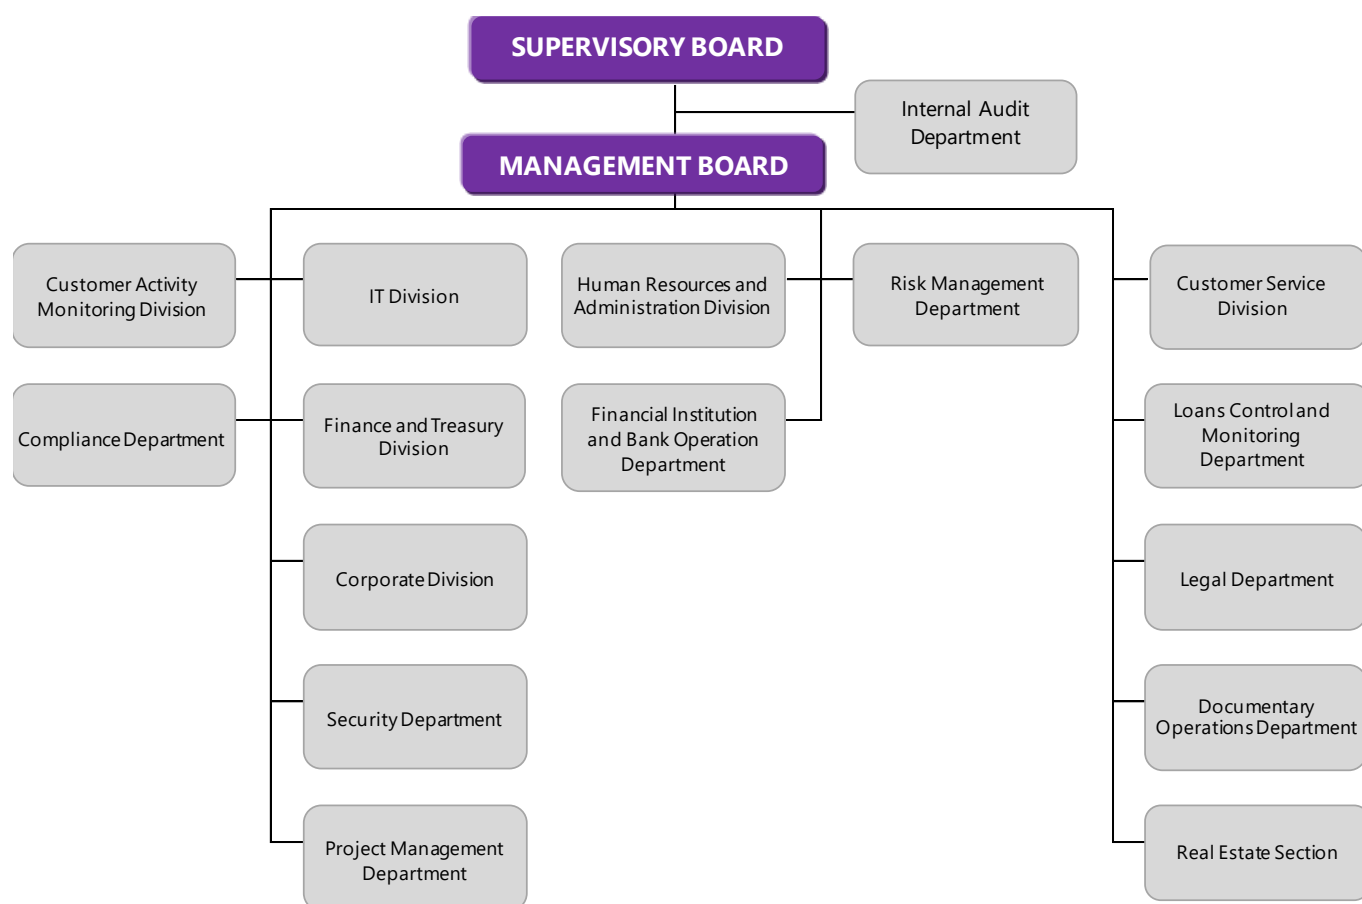 SUPERVISORY BOARD
Internal Audit
Department
MANAGEMENT BOARD
Customer Activity
Monitoring Division
IT Division
Human Resources and
Administration Division
Risk Management
Department
Customer Service
Division
Compliance Department
Finance and Treasury
Division
Financial Institution
and Bank Operation
Department
Loans Control and
Monitoring
Department
Corporate Division
Legal Department
Security Department
Documentary
Operations Department
Project Management
Department
Real Estate Section